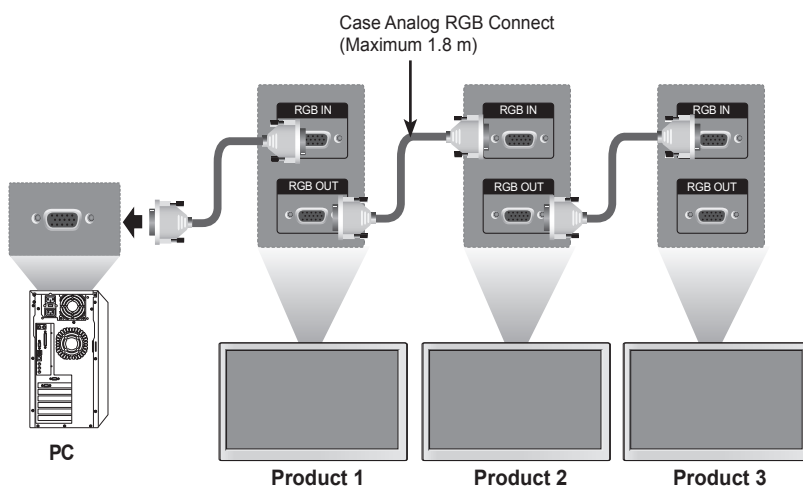 Case Analog RGB Connect
(Maximum 1.8 m)
RGB IN
RGB IN
RGB IN
RGB OUT
RGB OUT
RGB OUT
PC
Product 1
Product 2
Product 3